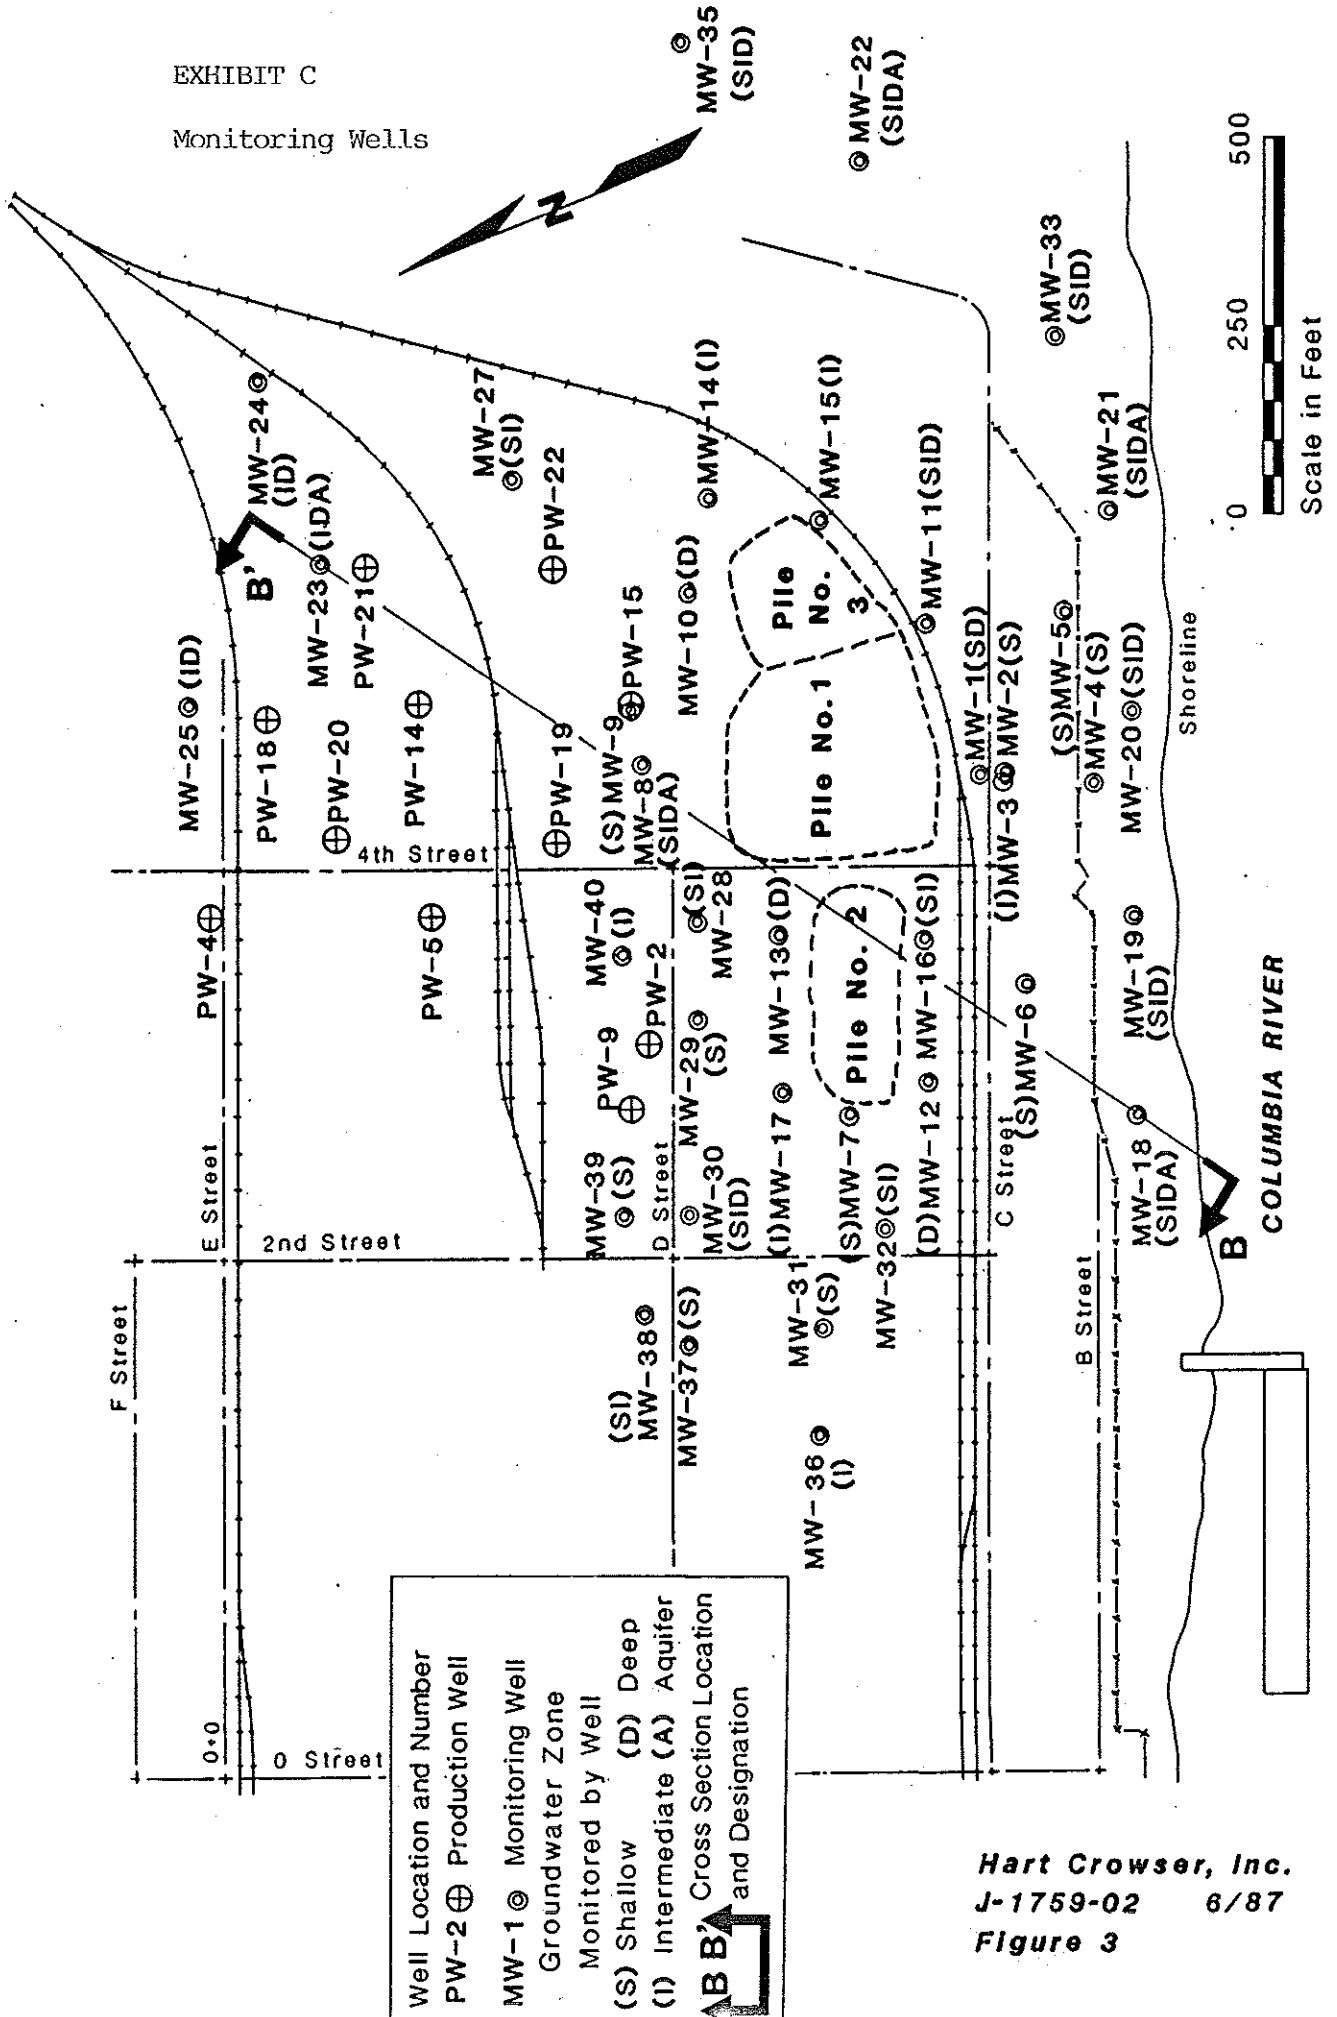 EXHIBIT C
Monitoring Wells
MW-35
(SID)
MW-22
(SIDA)
N
MW-33
(SID)
0 250 500
Scale in Feet
MW-24
(ID)
B'
MW-23 (IDA)
PW-21
MW-25 (ID)
PW-18
PW-20
PW-14
MW-27
(SI)
PW-22
MW-14(I)
MW-15(I)
MW-11(SID)
MW-21
(SIDA)
PW-15
MW-10 (D)
PW-19
(S)MW-9
MW-8
(SIDA)
Pile
No.
3
Pile No.1
MW-1(SD)
MW-2(S)
(I)MW-3
(S)MW-5
MW-4(S)
MW-20 (SID)
Shoreline
4th Street
PW-4
PW-5
MW-40
(I)
PW-2
(SI)
MW-28
MW-13 (D)
Pile No. 2
MW-16 (SI)
(S)MW-6
MW-19
(SID)
PW-9
MW-29
(S)
(I)MW-17
(S)MW-7
(D)MW-12
MW-39
(S)
MW-30
(SID)
MW-32 (SI)
MW-18
(SIDA)
B
COLUMBIA RIVER
E Street
D Street
C Street
B Street
F Street
2nd Street
MW-31
(S)
(SI)
MW-38
MW-37 (S)
MW-36
(I)
0+0
0 Street
Well Location and Number
PW-2 Production Well
MW-1 Monitoring Well
Groundwater Zone
Monitored by Well
(S) Shallow (D) Deep
(I) Intermediate (A) Aquifer
B B' Cross Section Location
and Designation
Hart Crowser, Inc.
J-1759-02 6/87
Figure 3